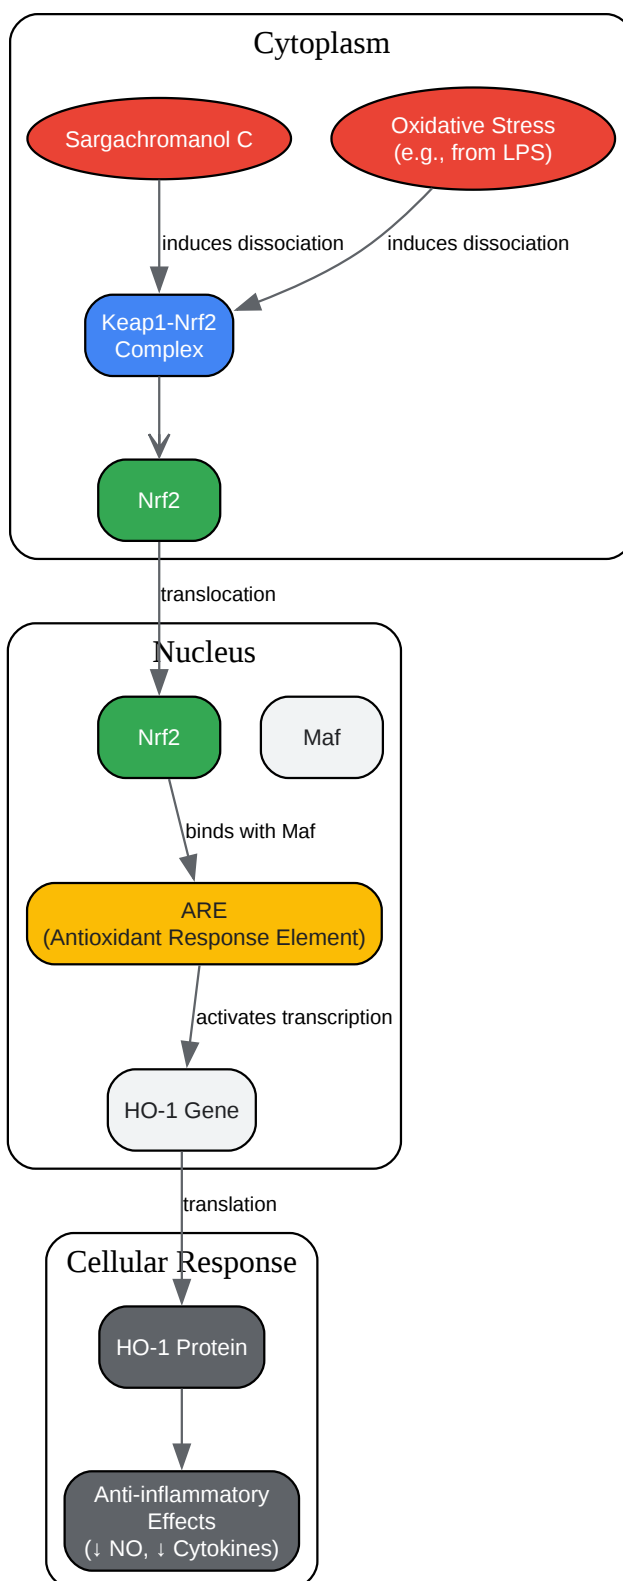 Cytoplasm
Sargachromanol C
Oxidative Stress
(e.g., from LPS)
induces dissociation
induces dissociation
Keap1-Nrf2
Complex
Nrf2
translocation
Nucleus
Nrf2
Maf
binds with Maf
ARE
(Antioxidant Response Element)
activates transcription
HO-1 Gene
translation
Cellular Response
HO-1 Protein
Anti-inflammatory
Effects
(↓ NO, ↓ Cytokines)